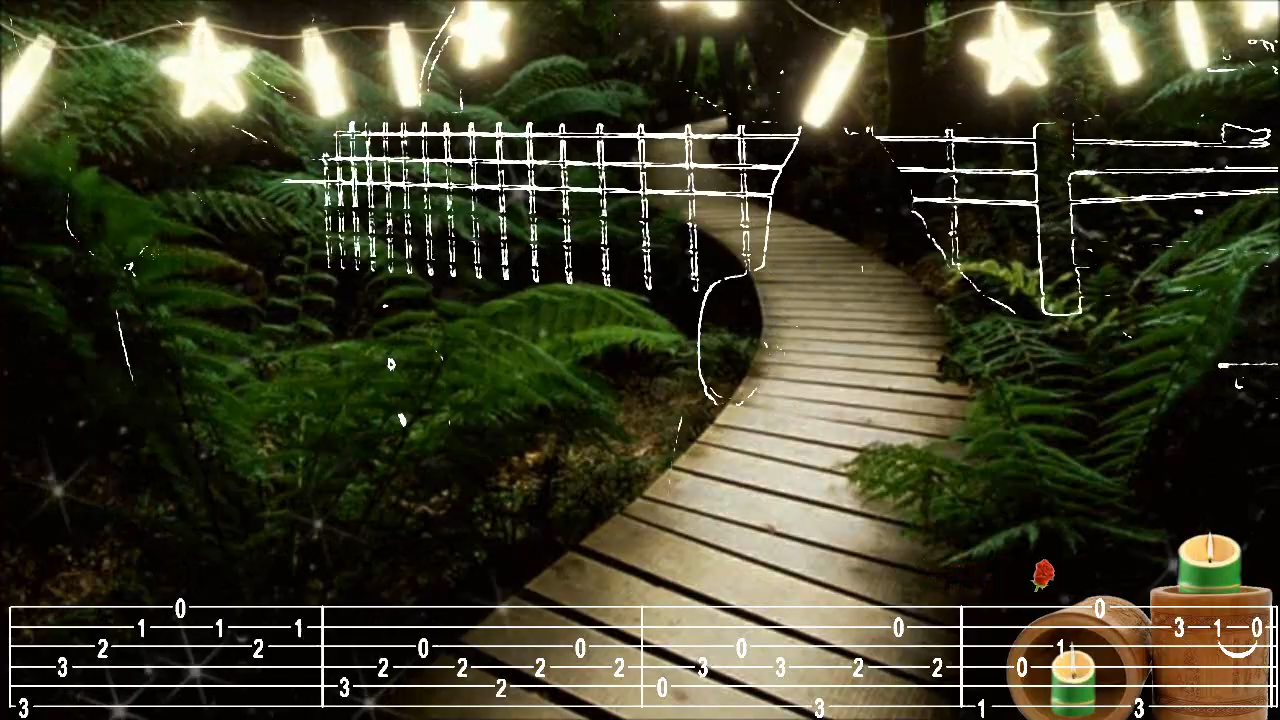 0 0
1 1 1 0 3 1 0
2 2 0 0 0 1
3 2 2 2 2 3 3 2 2 0
3 2 0
3 3 1 3